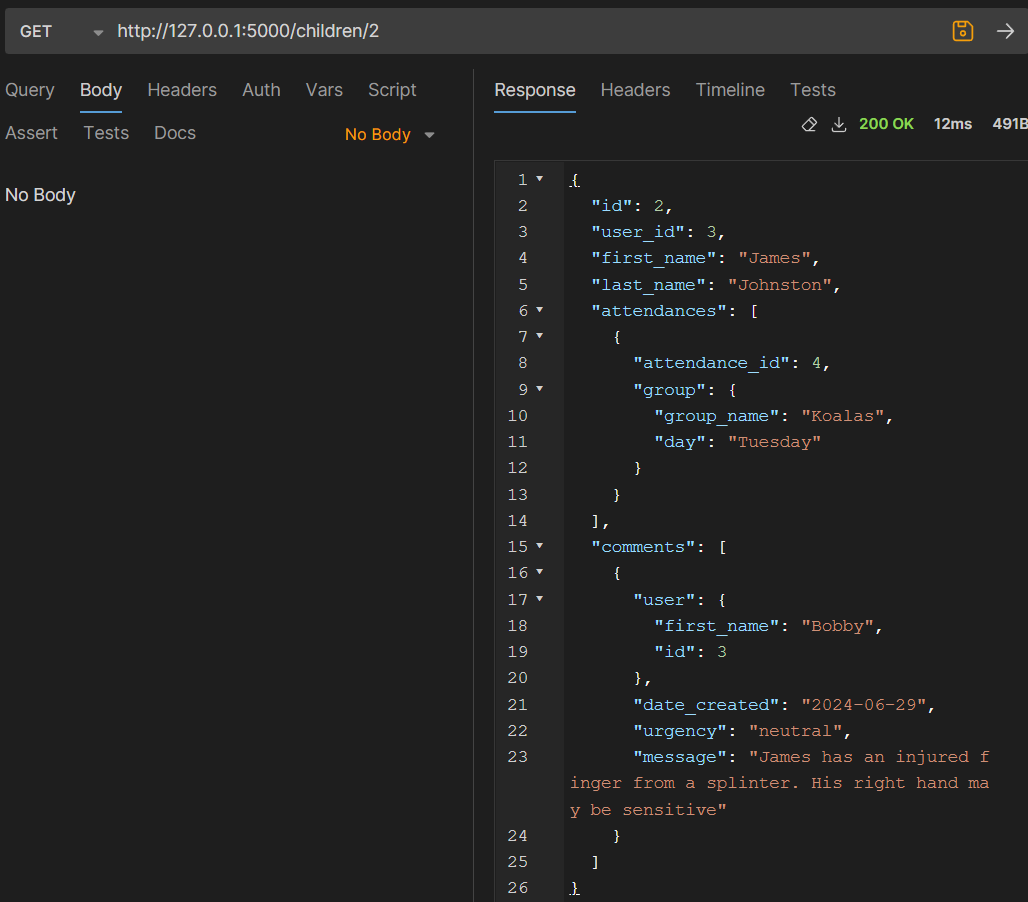 GET http://127.0.0.1:5000/children/2
Query Body Headers Auth Vars Script
Assert Tests Docs No Body
No Body
Response Headers Timeline Tests
200 OK 12ms 491B
1 {
2 "id": 2,
3 "user_id": 3,
4 "first_name": "James",
5 "last_name": "Johnston",
6 "attendances": [
7 {
8 "attendance_id": 4,
9 "group": {
10 "group_name": "Koalas",
11 "day": "Tuesday"
12 }
13 }
14 ],
15 "comments": [
16 {
17 "user": {
18 "first_name": "Bobby",
19 "id": 3
20 },
21 "date_created": "2024-06-29",
22 "urgency": "neutral",
23 "message": "James has an injured f
inger from a splinter. His right hand ma
y be sensitive"
24 }
25 ]
26 }